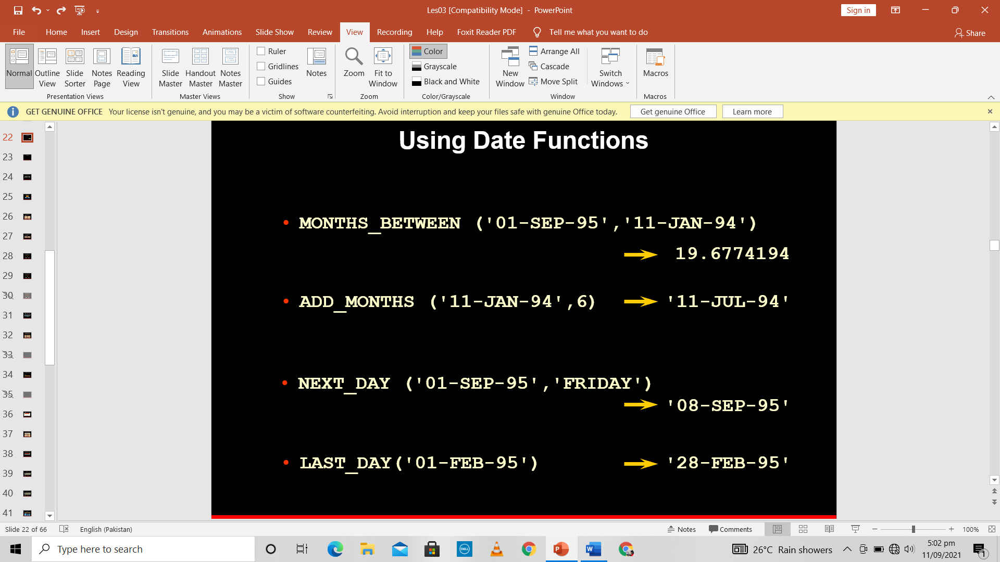 Les03 [Compatibility Mode] - PowerPoint
Sign in
File Home Insert Design Transitions Animations Slide Show Review View Recording Help Foxit Reader PDF Tell me what you want to do
Share
Normal
Outline View
Slide Sorter
Notes Page
Reading View
Presentation Views
Slide Master
Handout Master
Notes Master
Master Views
Ruler
Gridlines
Guides
Notes
Show
Zoom
Fit to Window
Zoom
Color
Grayscale
Black and White
Color/Grayscale
New Window
Arrange All
Cascade
Move Split
Switch Windows
Window
Macros
Macros
GET GENUINE OFFICE Your license isn't genuine, and you may be a victim of software counterfeiting. Avoid interruption and keep your files safe with genuine Office today.
Get genuine Office
Learn more
22
23
24
25
26
27
28
29
30
31
32
33
34
35
36
37
38
39
40
41
Using Date Functions
• MONTHS_BETWEEN ('01-SEP-95','11-JAN-94')
19.6774194
• ADD_MONTHS ('11-JAN-94',6) '11-JUL-94'
• NEXT_DAY ('01-SEP-95','FRIDAY')
'08-SEP-95'
• LAST_DAY('01-FEB-95') '28-FEB-95'
Slide 22 of 66 English (Pakistan) Notes Comments 100%
Type here to search
DELL
26°C Rain showers
5:02 pm
11/09/2021
1